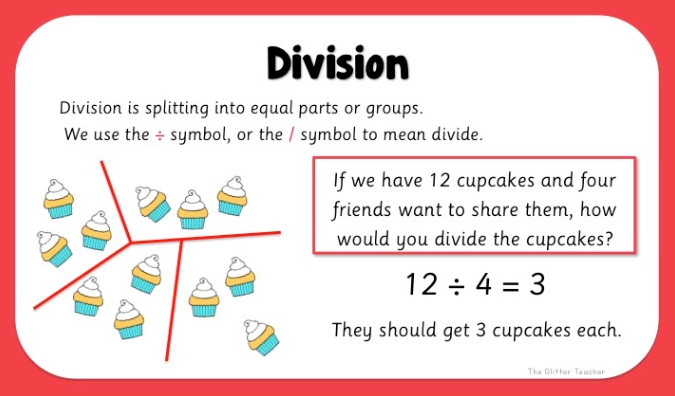 Division
Division is splitting into equal parts or groups.
We use the ÷ symbol, or the / symbol to mean divide.
If we have 12 cupcakes and four
friends want to share them, how
would you divide the cupcakes?
12 ÷ 4 = 3
They should get 3 cupcakes each.
The Glitter Teacher